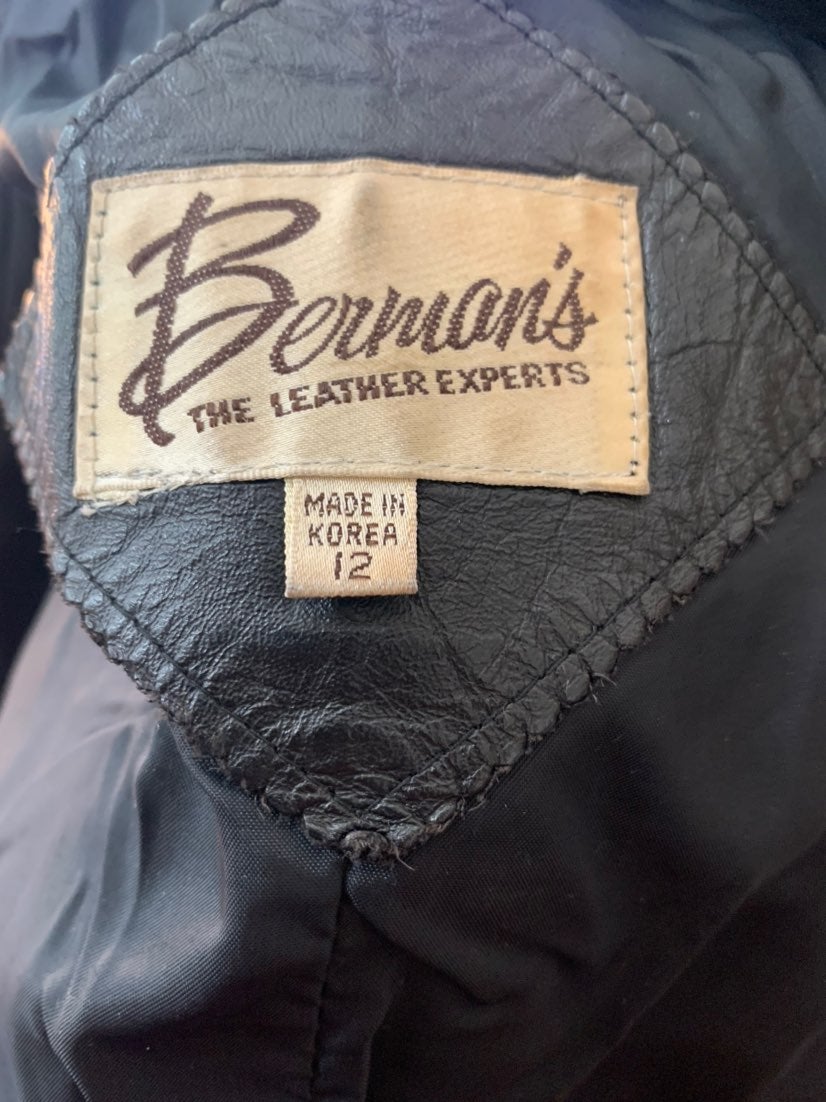 Berman's
THE LEATHER EXPERTS
MADE IN
KOREA
12